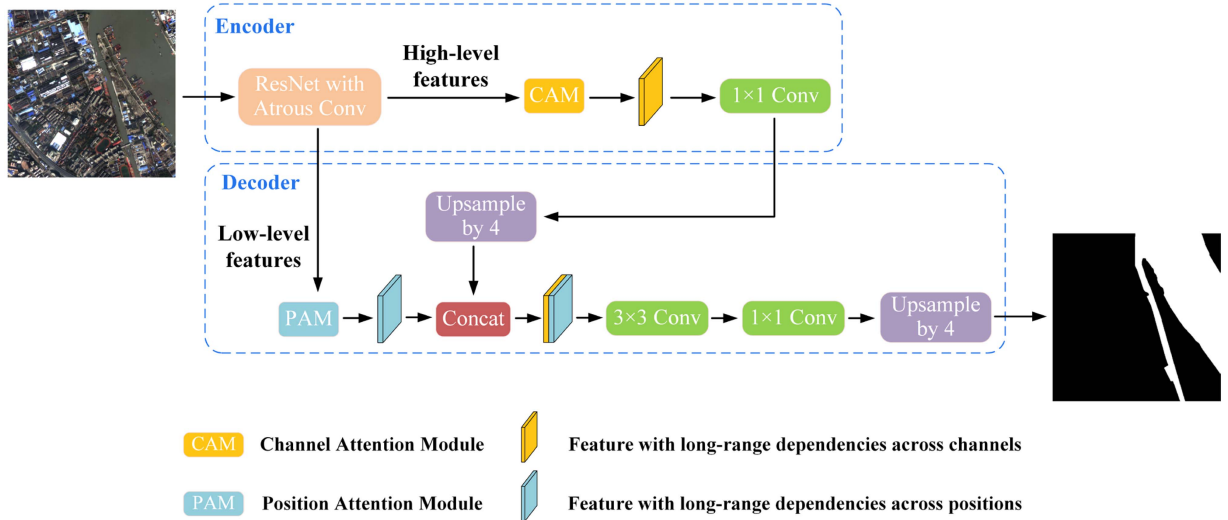 Encoder
High-level
features
ResNet with
Atrous Conv
CAM
1×1 Conv
Decoder
Upsample
by 4
Low-level
features
PAM
Concat
3×3 Conv
1×1 Conv
Upsample
by 4
CAM Channel Attention Module Feature with long-range dependencies across channels
PAM Position Attention Module Feature with long-range dependencies across positions